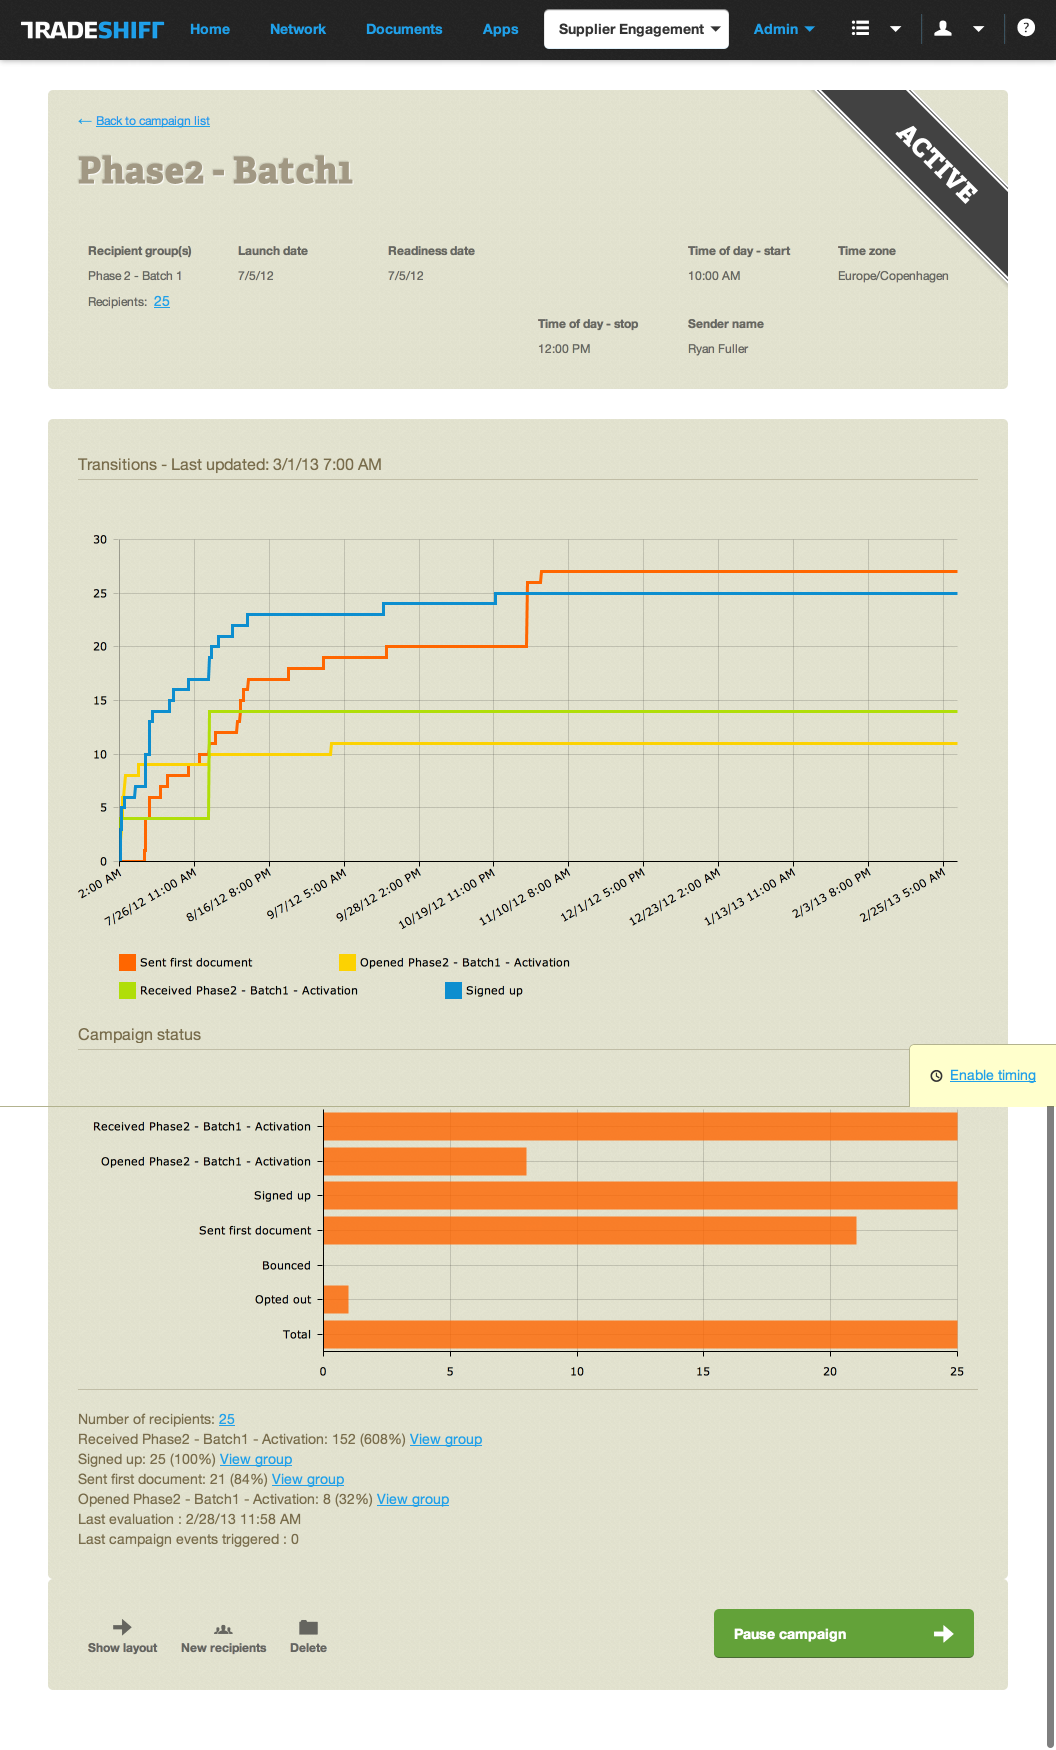 TRADESHIFT Home Network Documents Apps Supplier Engagement Admin ?
← Back to campaign list
ACTIVE
Phase2 - Batch1
Recipient group(s) Launch date Readiness date Time of day - start Time zone
Phase 2 - Batch 1 7/5/12 7/5/12 10:00 AM Europe/Copenhagen
Recipients: 25
Time of day - stop Sender name
12:00 PM Ryan Fuller
Transitions - Last updated: 3/1/13 7:00 AM
30
25
20
15
10
5
0
2:00 AM 7/26/12 11:00 AM 8/16/12 8:00 PM 9/7/12 5:00 AM 9/28/12 2:00 PM 10/19/12 11:00 PM 11/10/12 8:00 AM 12/1/12 5:00 PM 12/23/12 2:00 AM 1/13/13 11:00 AM 2/3/13 8:00 PM 2/25/13 5:00 AM
Sent first document Opened Phase2 - Batch1 - Activation
Received Phase2 - Batch1 - Activation Signed up
Campaign status
Enable timing
Received Phase2 - Batch1 - Activation
Opened Phase2 - Batch1 - Activation
Signed up
Sent first document
Bounced
Opted out
Total
0 5 10 15 20 25
Number of recipients: 25
Received Phase2 - Batch1 - Activation: 152 (608%) View group
Signed up: 25 (100%) View group
Sent first document: 21 (84%) View group
Opened Phase2 - Batch1 - Activation: 8 (32%) View group
Last evaluation : 2/28/13 11:58 AM
Last campaign events triggered : 0
Show layout New recipients Delete Pause campaign